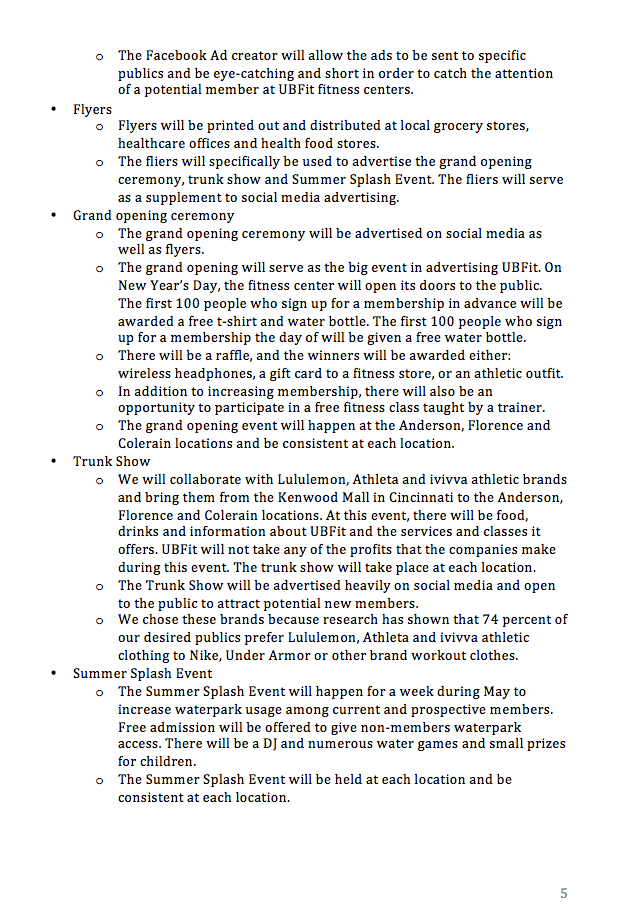 o The Facebook Ad creator will allow the ads to be sent to specific
publics and be eye-catching and short in order to catch the attention
of a potential member at UBFit fitness centers.
• Flyers
o Flyers will be printed out and distributed at local grocery stores,
healthcare offices and health food stores.
o The fliers will specifically be used to advertise the grand opening
ceremony, trunk show and Summer Splash Event. The fliers will serve
as a supplement to social media advertising.
• Grand opening ceremony
o The grand opening ceremony will be advertised on social media as
well as flyers.
o The grand opening will serve as the big event in advertising UBFit. On
New Year's Day, the fitness center will open its doors to the public.
The first 100 people who sign up for a membership in advance will be
awarded a free t-shirt and water bottle. The first 100 people who sign
up for a membership the day of will be given a free water bottle.
o There will be a raffle, and the winners will be awarded either:
wireless headphones, a gift card to a fitness store, or an athletic outfit.
o In addition to increasing membership, there will also be an
opportunity to participate in a free fitness class taught by a trainer.
o The grand opening event will happen at the Anderson, Florence and
Colerain locations and be consistent at each location.
• Trunk Show
o We will collaborate with Lululemon, Athleta and ivivva athletic brands
and bring them from the Kenwood Mall in Cincinnati to the Anderson,
Florence and Colerain locations. At this event, there will be food,
drinks and information about UBFit and the services and classes it
offers. UBFit will not take any of the profits that the companies make
during this event. The trunk show will take place at each location.
o The Trunk Show will be advertised heavily on social media and open
to the public to attract potential new members.
o We chose these brands because research has shown that 74 percent of
our desired publics prefer Lululemon, Athleta and ivivva athletic
clothing to Nike, Under Armor or other brand workout clothes.
• Summer Splash Event
o The Summer Splash Event will happen for a week during May to
increase waterpark usage among current and prospective members.
Free admission will be offered to give non-members waterpark
access. There will be a DJ and numerous water games and small prizes
for children.
o The Summer Splash Event will be held at each location and be
consistent at each location.
5